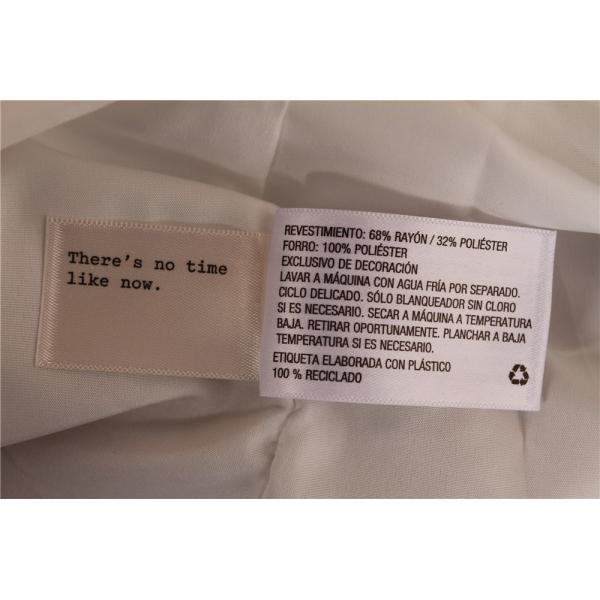 There's no time
like now.
REVESTIMIENTO: 68% RAYÓN / 32% POLIÉSTER
FORRO: 100% POLIÉSTER
EXCLUSIVO DE DECORACIÓN
LAVAR A MÁQUINA CON AGUA FRÍA POR SEPARADO.
CICLO DELICADO. SÓLO BLANQUEADOR SIN CLORO
SI ES NECESARIO. SECAR A MÁQUINA A TEMPERATURA
BAJA. RETIRAR OPORTUNAMENTE. PLANCHAR A BAJA
TEMPERATURA SI ES NECESARIO.
ETIQUETA ELABORADA CON PLÁSTICO
100 % RECICLADO